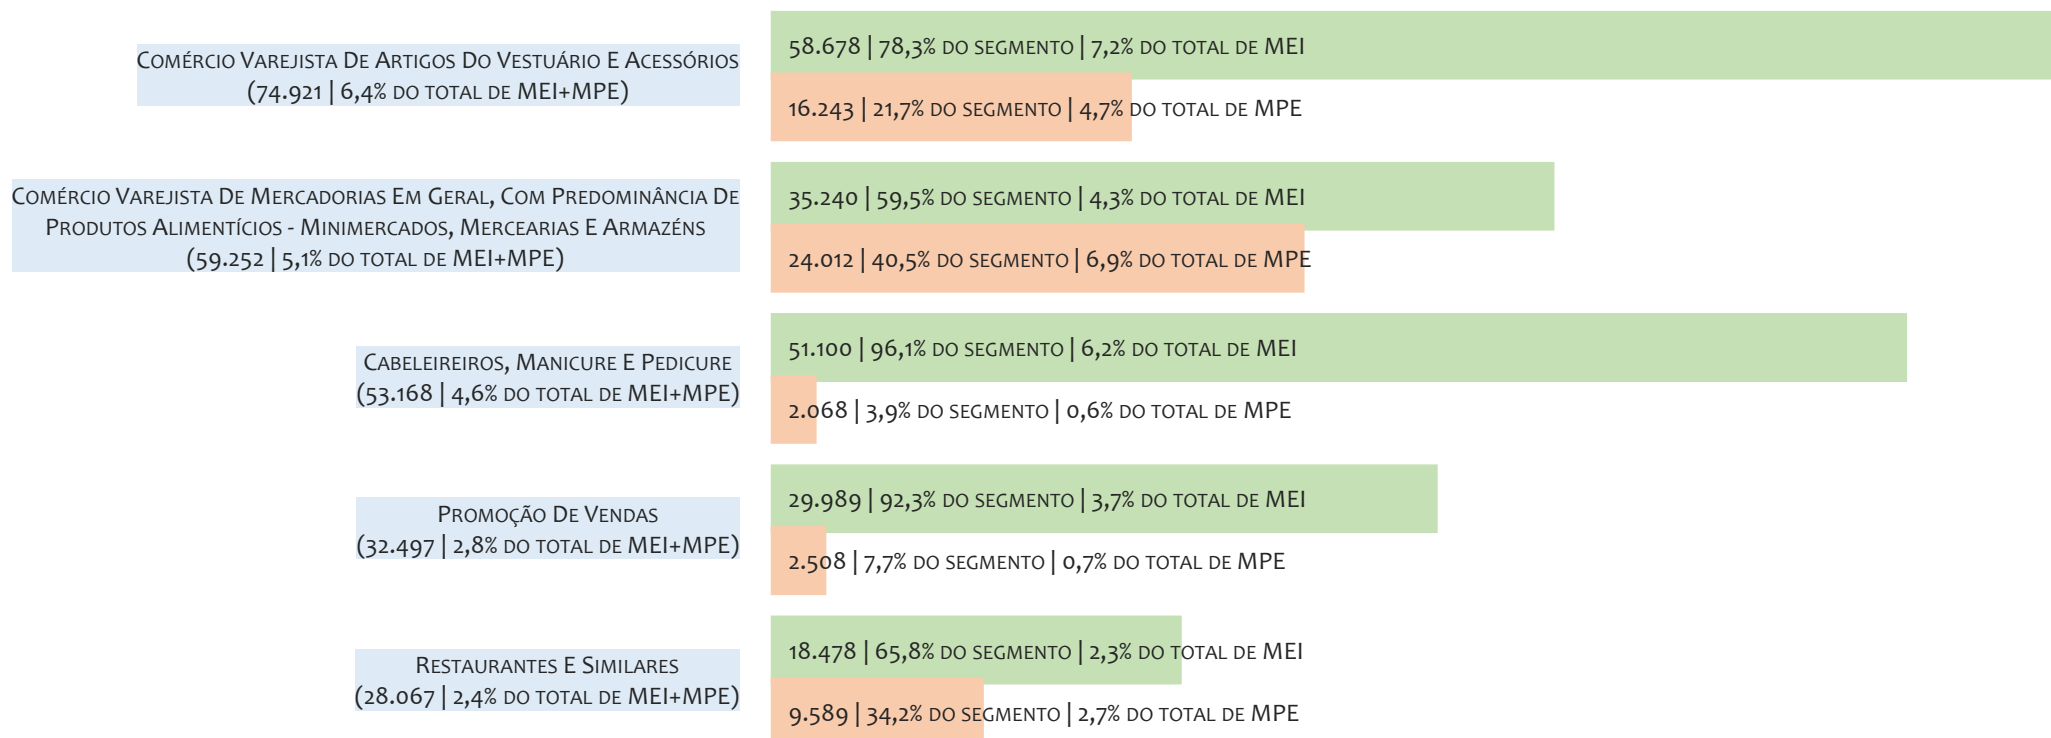 Comércio Varejista De Artigos Do Vestuário E Acessórios
(74.921 | 6,4% do total de MEI+MPE)
58.678 | 78,3% do segmento | 7,2% do total de MEI
16.243 | 21,7% do segmento | 4,7% do total de MPE
Comércio Varejista De Mercadorias Em Geral, Com Predominância De
Produtos Alimentícios - Minimercados, Mercearias E Armazéns
(59.252 | 5,1% do total de MEI+MPE)
35.240 | 59,5% do segmento | 4,3% do total de MEI
24.012 | 40,5% do segmento | 6,9% do total de MPE
Cabeleireiros, Manicure E Pedicure
(53.168 | 4,6% do total de MEI+MPE)
51.100 | 96,1% do segmento | 6,2% do total de MEI
2.068 | 3,9% do segmento | 0,6% do total de MPE
Promoção De Vendas
(32.497 | 2,8% do total de MEI+MPE)
29.989 | 92,3% do segmento | 3,7% do total de MEI
2.508 | 7,7% do segmento | 0,7% do total de MPE
Restaurantes E Similares
(28.067 | 2,4% do total de MEI+MPE)
18.478 | 65,8% do segmento | 2,3% do total de MEI
9.589 | 34,2% do segmento | 2,7% do total de MPE